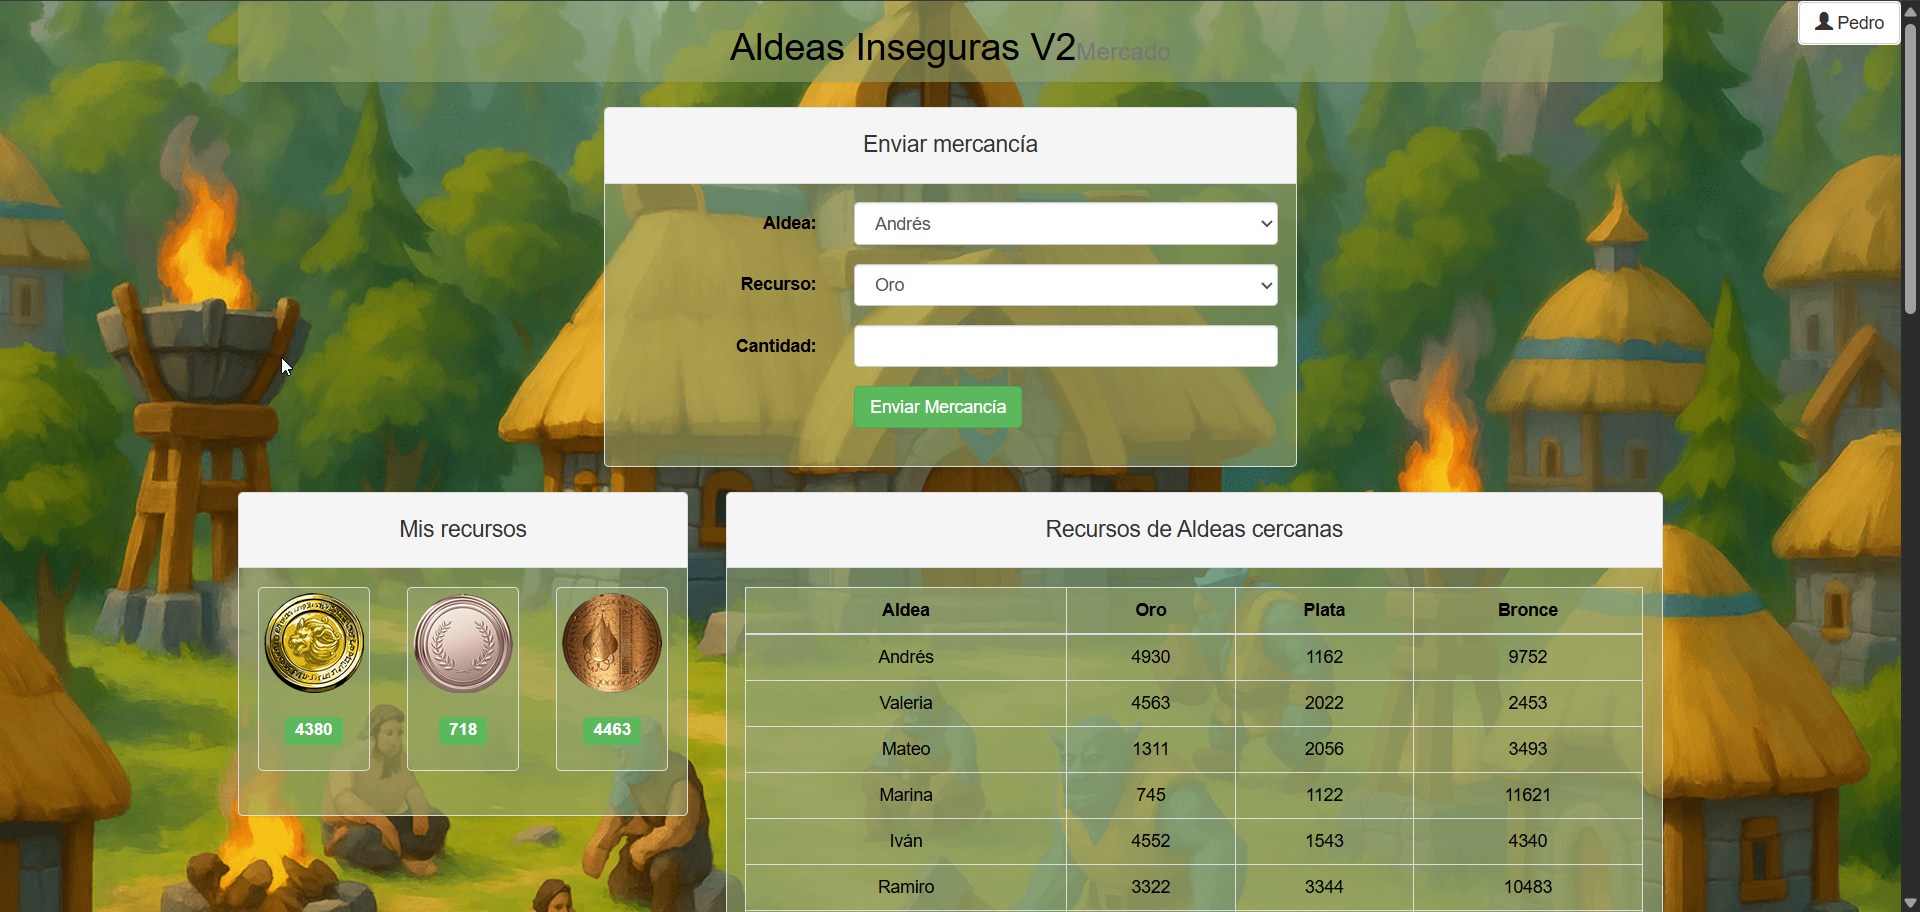 Aldeas Inseguras V2Mercado
Pedro
Enviar mercancía
Aldea: Andrés
Recurso: Oro
Cantidad:
Enviar Mercancía
Mis recursos
4380 718 4463
Recursos de Aldeas cercanas
Aldea Oro Plata Bronce
Andrés 4930 1162 9752
Valeria 4563 2022 2453
Mateo 1311 2056 3493
Marina 745 1122 11621
Iván 4552 1543 4340
Ramiro 3322 3344 10483